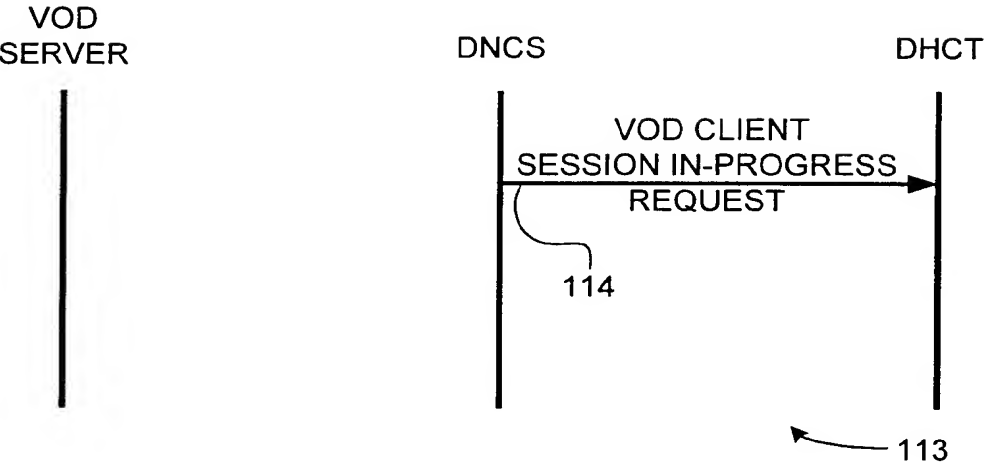 VOD
SERVER
DNCS
DHCT
VOD CLIENT
SESSION IN-PROGRESS
REQUEST
114
113